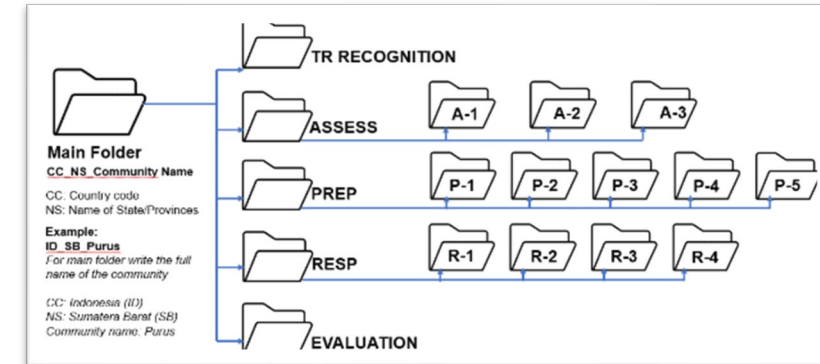 TR RECOGNITION
A-1 A-2 A-3
ASSESS
Main Folder
CC_NS_Community Name
P-1 P-2 P-3 P-4 P-5
PREP
CC: Country code
NS: Name of State/Provinces
Example:
ID_SB_Purus
For main folder write the full
name of the community
R-1 R-2 R-3 R-4
RESP
CC: Indonesia (ID)
NS: Sumatera Barat (SB)
Community name: Purus
EVALUATION